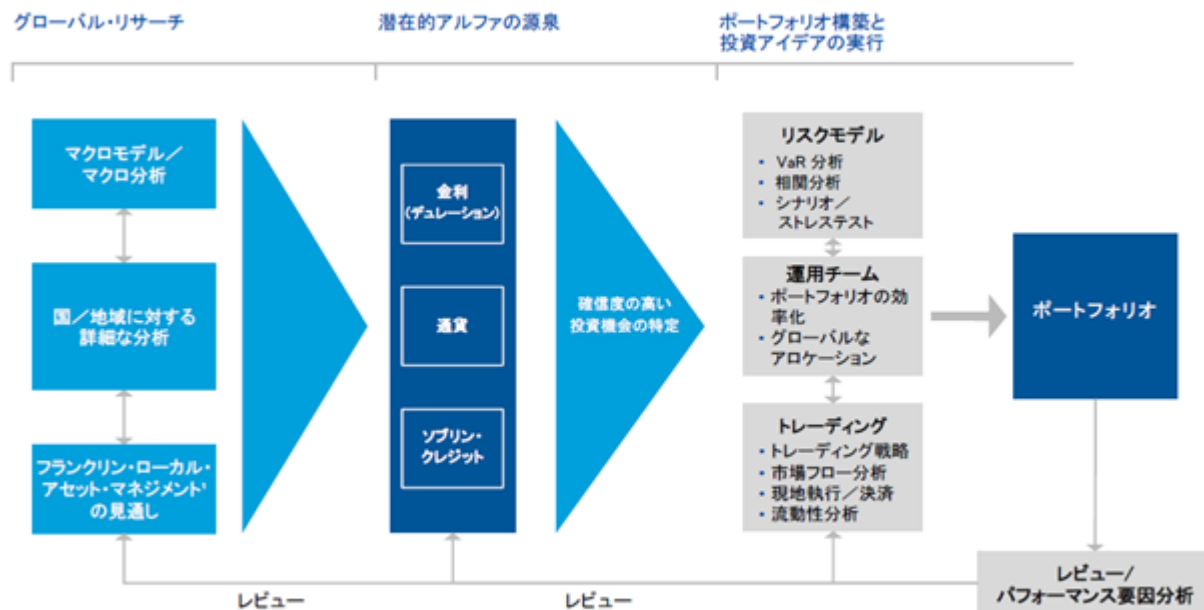 グローバル・リサーチ
潜在的アルファの源泉
ポートフォリオ構築と
投資アイデアの実行
マクロモデル／
マクロ分析
国／地域に対する
詳細な分析
フランクリン・ローカル・
アセット・マネジメント¹
の見通し
金利
(デュレーション)
通貨
ソブリン・
クレジット
確信度の高い
投資機会の特定
リスクモデル
• VaR 分析
• 相関分析
• シナリオ／
ストレステスト
運用チーム
• ポートフォリオの効
率化
• グローバルな
アロケーション
トレーディング
• トレーディング戦略
• 市場フロー分析
• 現地執行／決済
• 流動性分析
ポートフォリオ
レビュー/
パフォーマンス要因分析
レビュー
レビュー